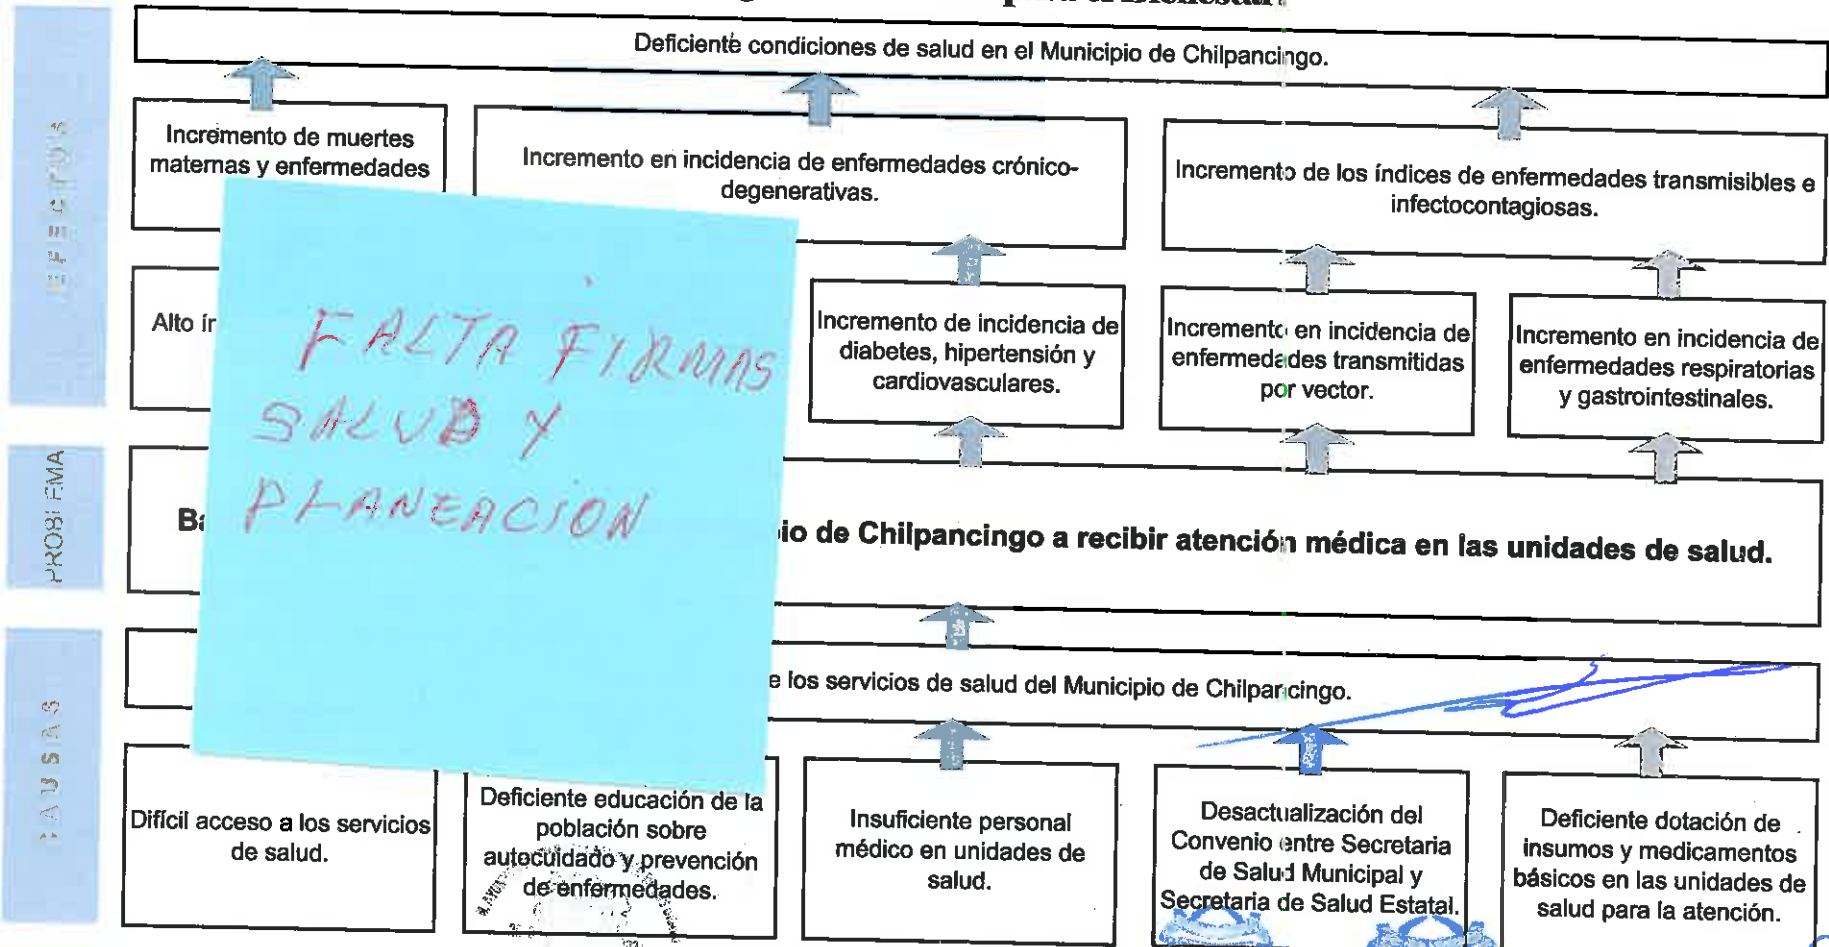 Deficiente condiciones de salud en el Municipio de Chilpancingo.
EFECTOS
Incremento de muertes
maternas y enfermedades
Incremento en incidencia de enfermedades crónico-
degenerativas.
Incremento de los índices de enfermedades transmisibles e
infectocontagiosas.
Alto
Incremento de incidencia de
diabetes, hipertensión y
cardiovasculares.
Incremento en incidencia de
enfermedades transmitidas
por vector.
Incremento en incidencia de
enfermedades respiratorias
y gastrointestinales.
FALTA FIRMAS
SALUD Y
PLANEACION
PROBLEMA
de Chilpancingo a recibir atención médica en las unidades de salud.
CAUSAS
los servicios de salud del Municipio de Chilpancingo.
Difícil acceso a los servicios
de salud.
Deficiente educación de la
población sobre
autocuidado y prevención
de enfermedades.
Insuficiente personal
médico en unidades de
salud.
Desactualización del
Convenio entre Secretaria
de Salud Municipal y
Secretaria de Salud Estatal.
Deficiente dotación de
insumos y medicamentos
básicos en las unidades de
salud para la atención.